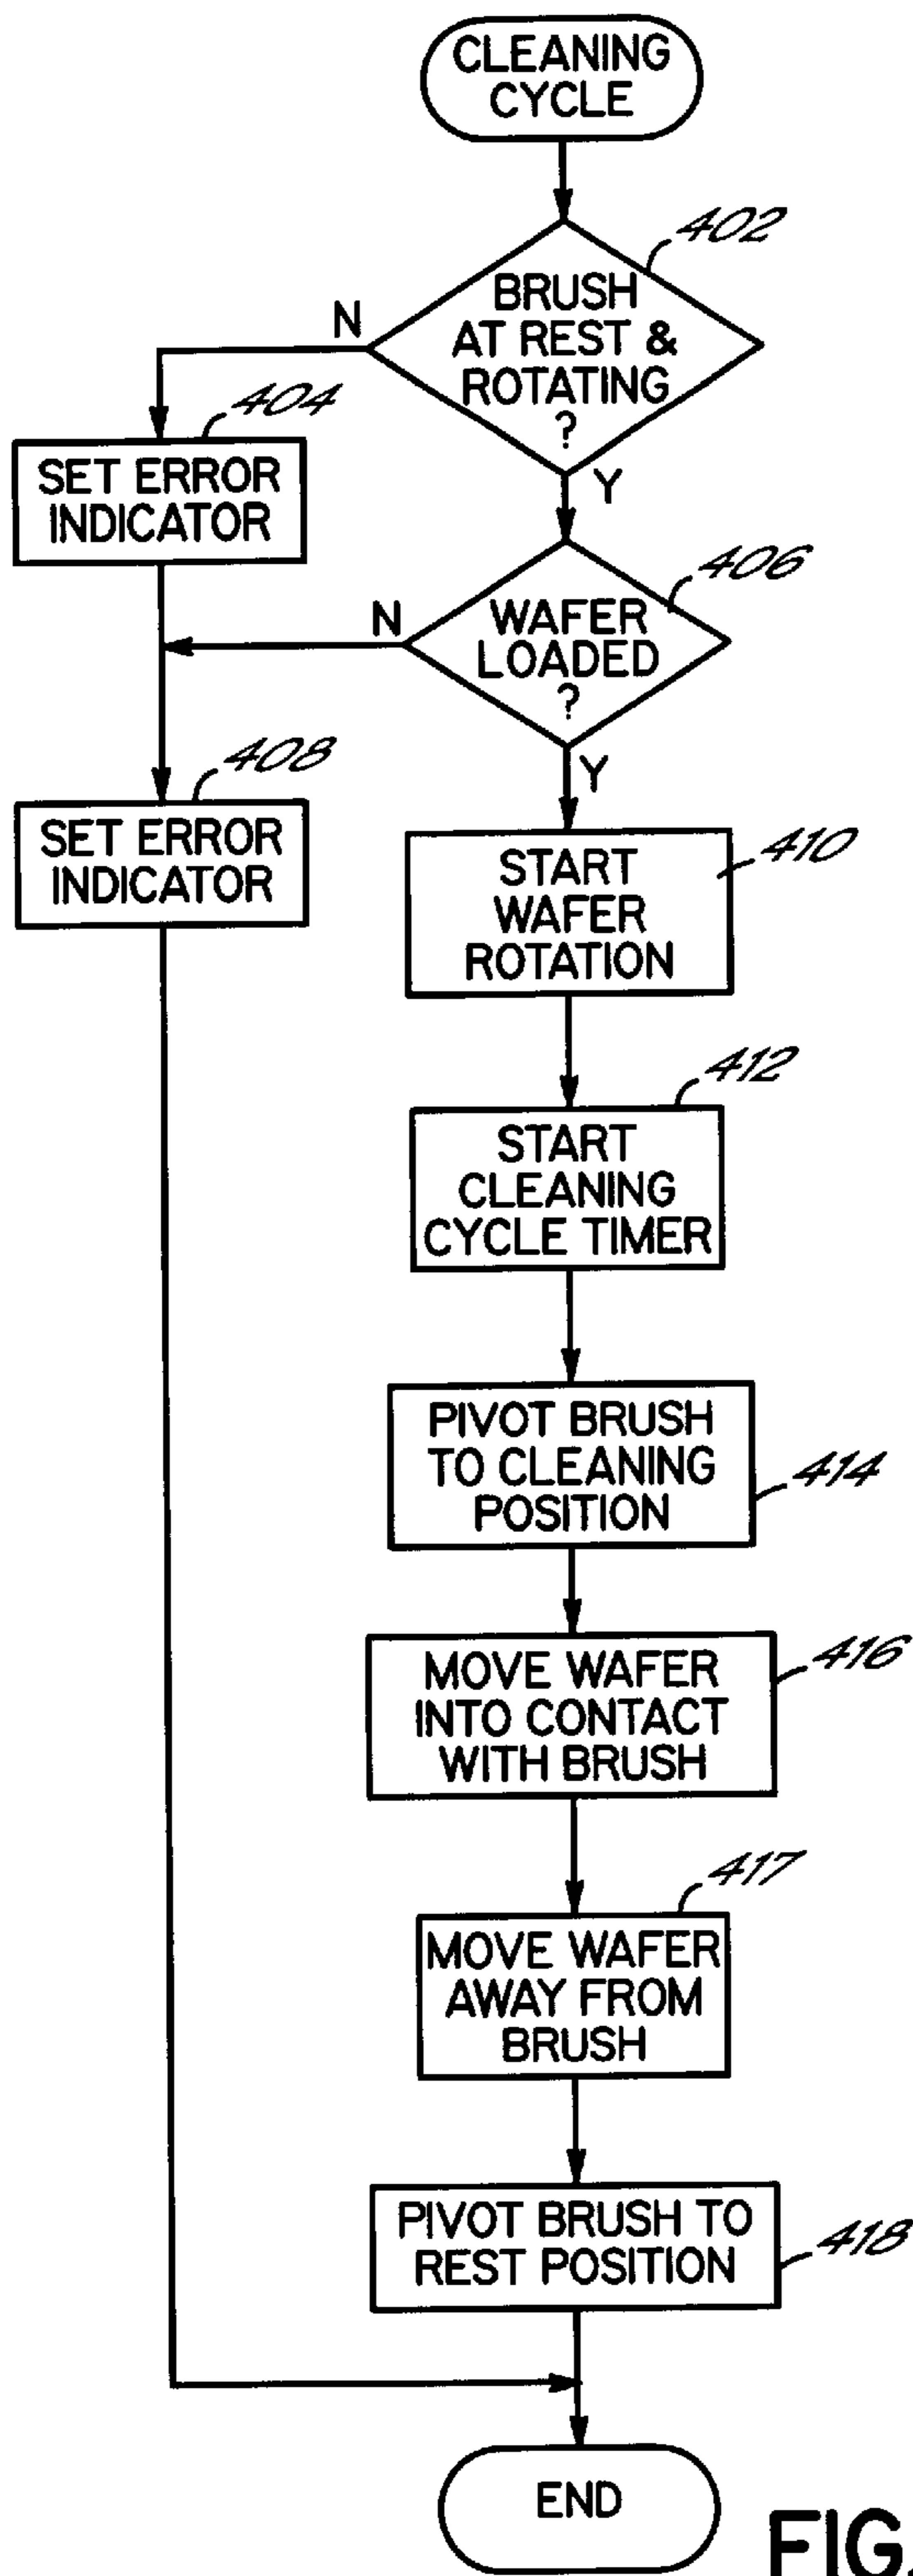 CLEANING
CYCLE
402
BRUSH
AT REST &
ROTATING
?
N
Y
404
SET ERROR
INDICATOR
406
WAFER
LOADED
?
N
Y
408
SET ERROR
INDICATOR
410
START
WAFER
ROTATION
412
START
CLEANING
CYCLE TIMER
PIVOT BRUSH
TO CLEANING
POSITION
414
MOVE WAFER
INTO CONTACT
WITH BRUSH
416
417
MOVE WAFER
AWAY FROM
BRUSH
PIVOT BRUSH TO
REST POSITION
418
END
FIG.